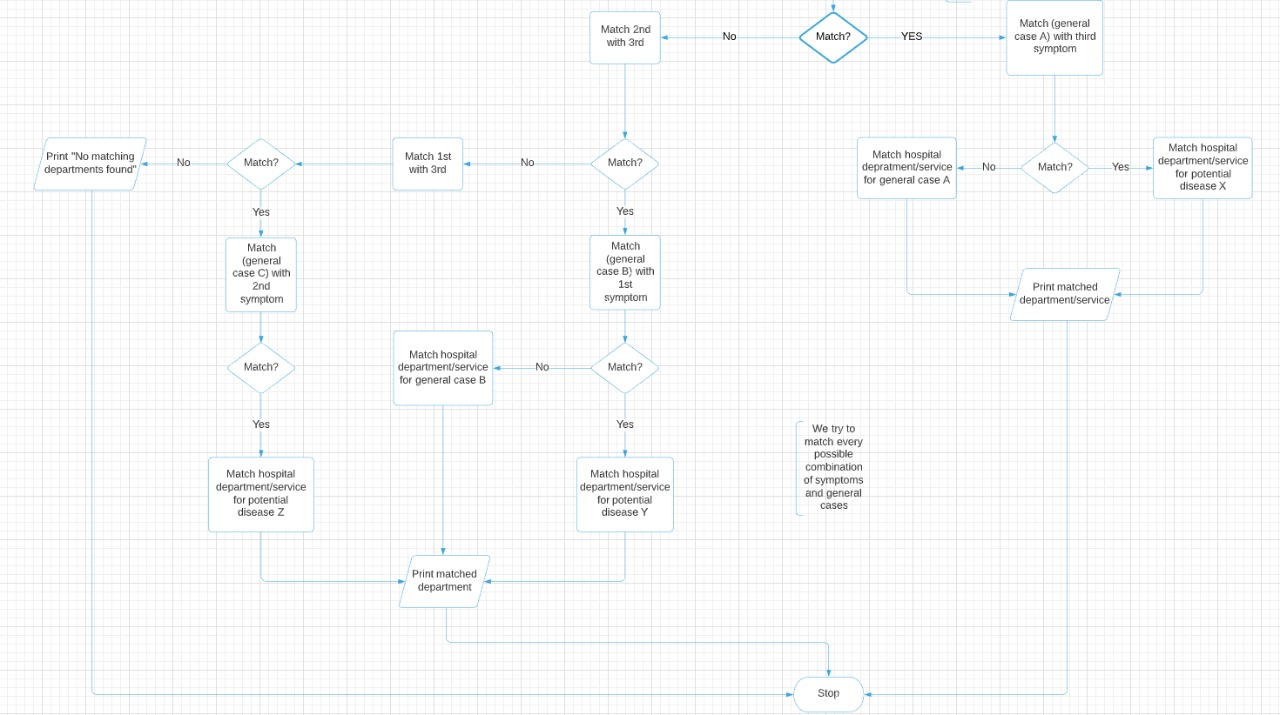 Match 2nd
with 3rd
No
Match?
YES
Match (general
case A) with third
symptom
Print "No matching
departments found"
No
Match?
Match 1st
with 3rd
No
Match?
Match hospital
depratment/service
for general case A
No
Match?
Yes
Match hospital
department/service
for potential
disease X
Yes
Yes
Match
(general
case C) with
2nd
symptom
Match
(general
case B) with
1st
symptom
Print matched
department/service
Match?
Match hospital
department/service
for general case B
No
Match?
Yes
Yes
We try to
match every
possible
combination
of symptoms
and general
cases
Match hospital
department/service
for potential
disease Z
Match hospital
department/service
for potential
disease Y
Print matched
department
Stop